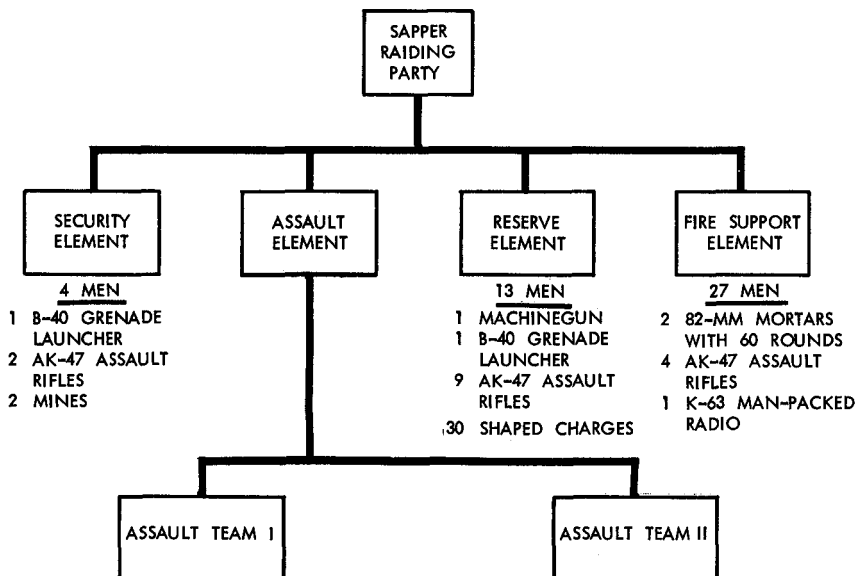 SAPPER
RAIDING
PARTY
SECURITY
ELEMENT
4 MEN
1 B-40 GRENADE
LAUNCHER
2 AK-47 ASSAULT
RIFLES
2 MINES
ASSAULT
ELEMENT
RESERVE
ELEMENT
13 MEN
1 MACHINEGUN
1 B-40 GRENADE
LAUNCHER
9 AK-47 ASSAULT
RIFLES
30 SHAPED CHARGES
FIRE SUPPORT
ELEMENT
27 MEN
2 82-MM MORTARS
WITH 60 ROUNDS
4 AK-47 ASSAULT
RIFLES
1 K-63 MAN-PACKED
RADIO
ASSAULT TEAM I
ASSAULT TEAM II